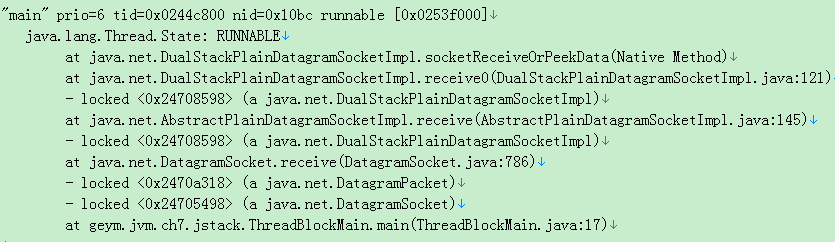 "main" prio=6 tid=0x0244c800 nid=0x10bc runnable [0x0253f000]↓
java.lang.Thread.State: RUNNABLE↓
at java.net.DualStackPlainDatagramSocketImpl.socketReceiveOrPeekData(Native Method)↓
at java.net.DualStackPlainDatagramSocketImpl.receive0(DualStackPlainDatagramSocketImpl.java:121)↓
- locked <0x24708598> (a java.net.DualStackPlainDatagramSocketImpl)↓
at java.net.AbstractPlainDatagramSocketImpl.receive(AbstractPlainDatagramSocketImpl.java:145)↓
- locked <0x24708598> (a java.net.DualStackPlainDatagramSocketImpl)↓
at java.net.DatagramSocket.receive(DatagramSocket.java:786)↓
- locked <0x2470a318> (a java.net.DatagramPacket)↓
- locked <0x24705498> (a java.net.DatagramSocket)↓
at geym.jvm.ch7.jstack.ThreadBlockMain.main(ThreadBlockMain.java:17)↓